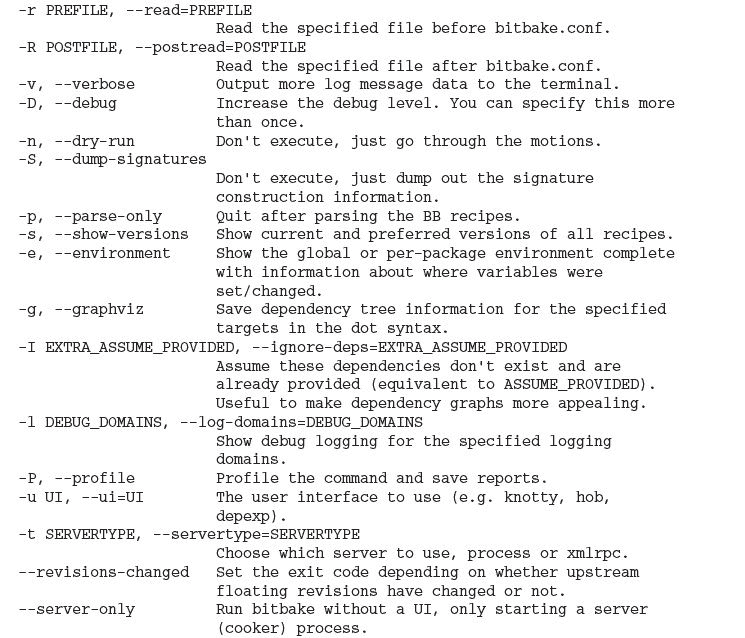 -r PREFILE, --read=PREFILE
Read the specified file before bitbake.conf.
-R POSTFILE, --postread=POSTFILE
Read the specified file after bitbake.conf.
-v, --verbose Output more log message data to the terminal.
-D, --debug Increase the debug level. You can specify this more
than once.
-n, --dry-run Don't execute, just go through the motions.
-S, --dump-signatures
Don't execute, just dump out the signature
construction information.
-p, --parse-only Quit after parsing the BB recipes.
-s, --show-versions Show current and preferred versions of all recipes.
-e, --environment Show the global or per-package environment complete
with information about where variables were
set/changed.
-g, --graphviz Save dependency tree information for the specified
targets in the dot syntax.
-I EXTRA_ASSUME_PROVIDED, --ignore-deps=EXTRA_ASSUME_PROVIDED
Assume these dependencies don't exist and are
already provided (equivalent to ASSUME_PROVIDED).
Useful to make dependency graphs more appealing.
-l DEBUG_DOMAINS, --log-domains=DEBUG_DOMAINS
Show debug logging for the specified logging
domains.
-P, --profile Profile the command and save reports.
-u UI, --ui=UI The user interface to use (e.g. knotty, hob,
depexp).
-t SERVERTYPE, --servertype=SERVERTYPE
Choose which server to use, process or xmlrpc.
--revisions-changed Set the exit code depending on whether upstream
floating revisions have changed or not.
--server-only Run bitbake without a UI, only starting a server
(cooker) process.